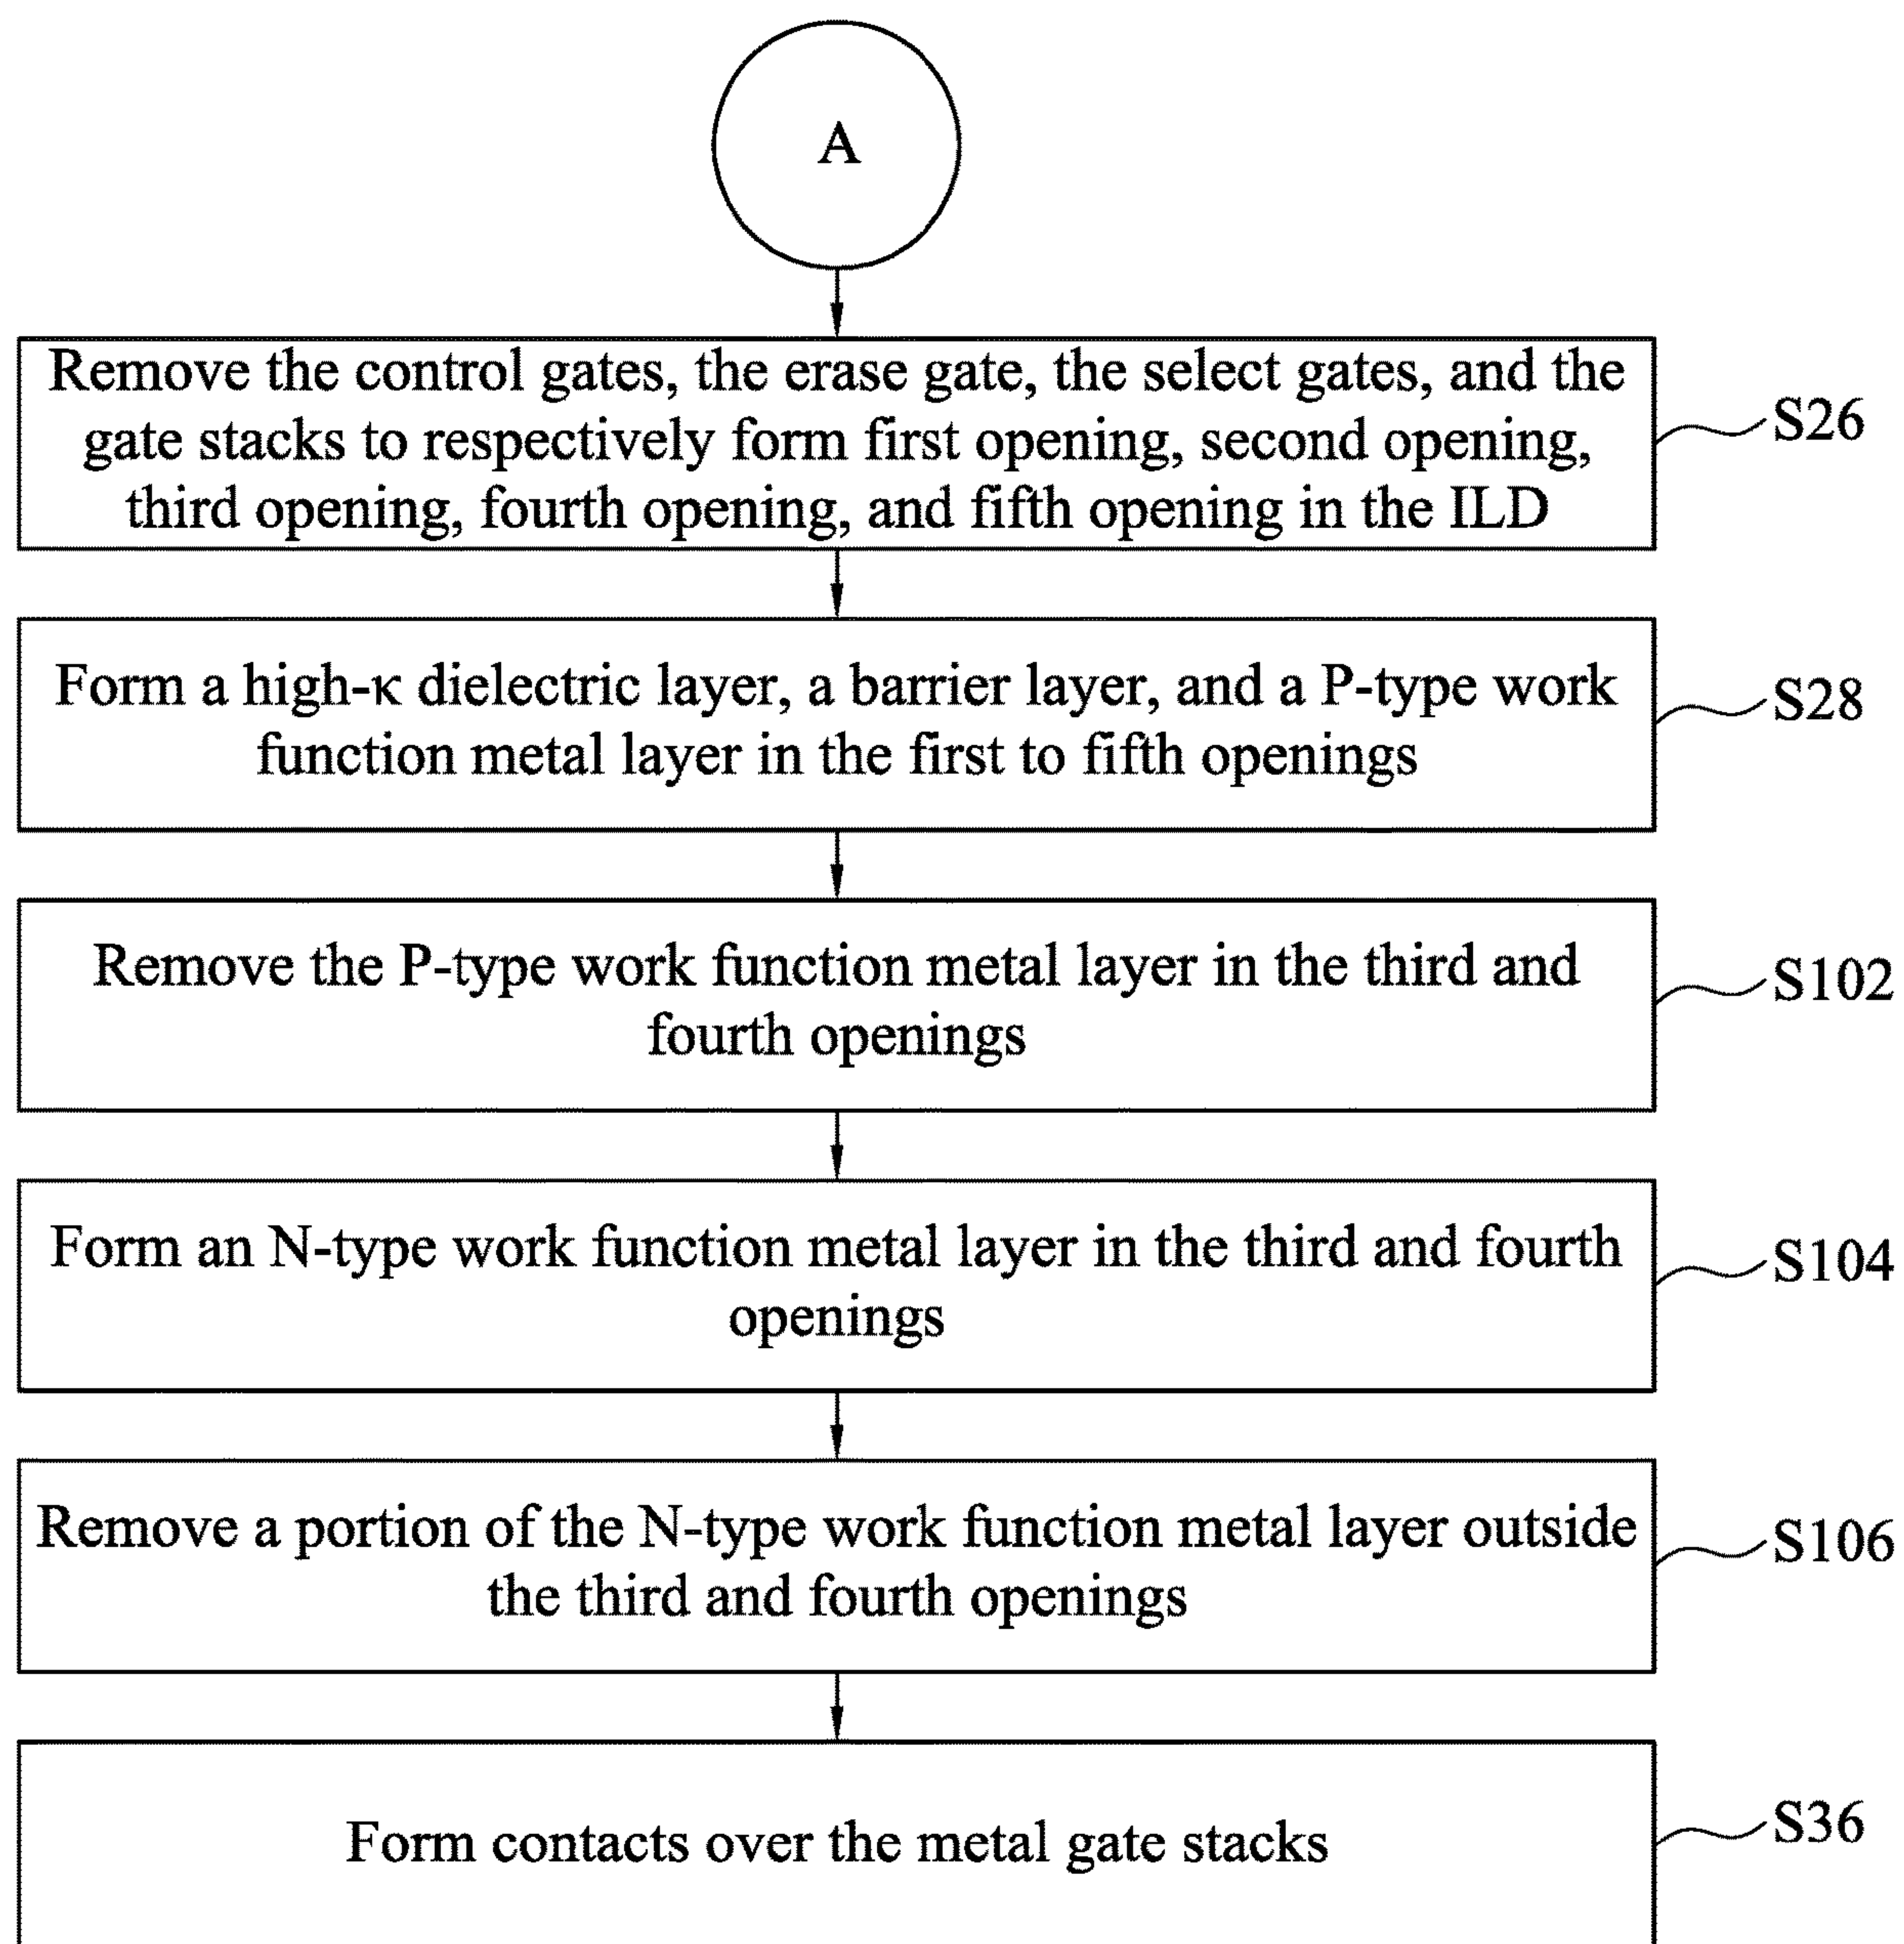 A
Remove the control gates, the erase gate, the select gates, and the
gate stacks to respectively form first opening, second opening,
third opening, fourth opening, and fifth opening in the ILD
S26
Form a high-κ dielectric layer, a barrier layer, and a P-type work
function metal layer in the first to fifth openings
S28
Remove the P-type work function metal layer in the third and
fourth openings
S102
Form an N-type work function metal layer in the third and fourth
openings
S104
Remove a portion of the N-type work function metal layer outside
the third and fourth openings
S106
Form contacts over the metal gate stacks
S36